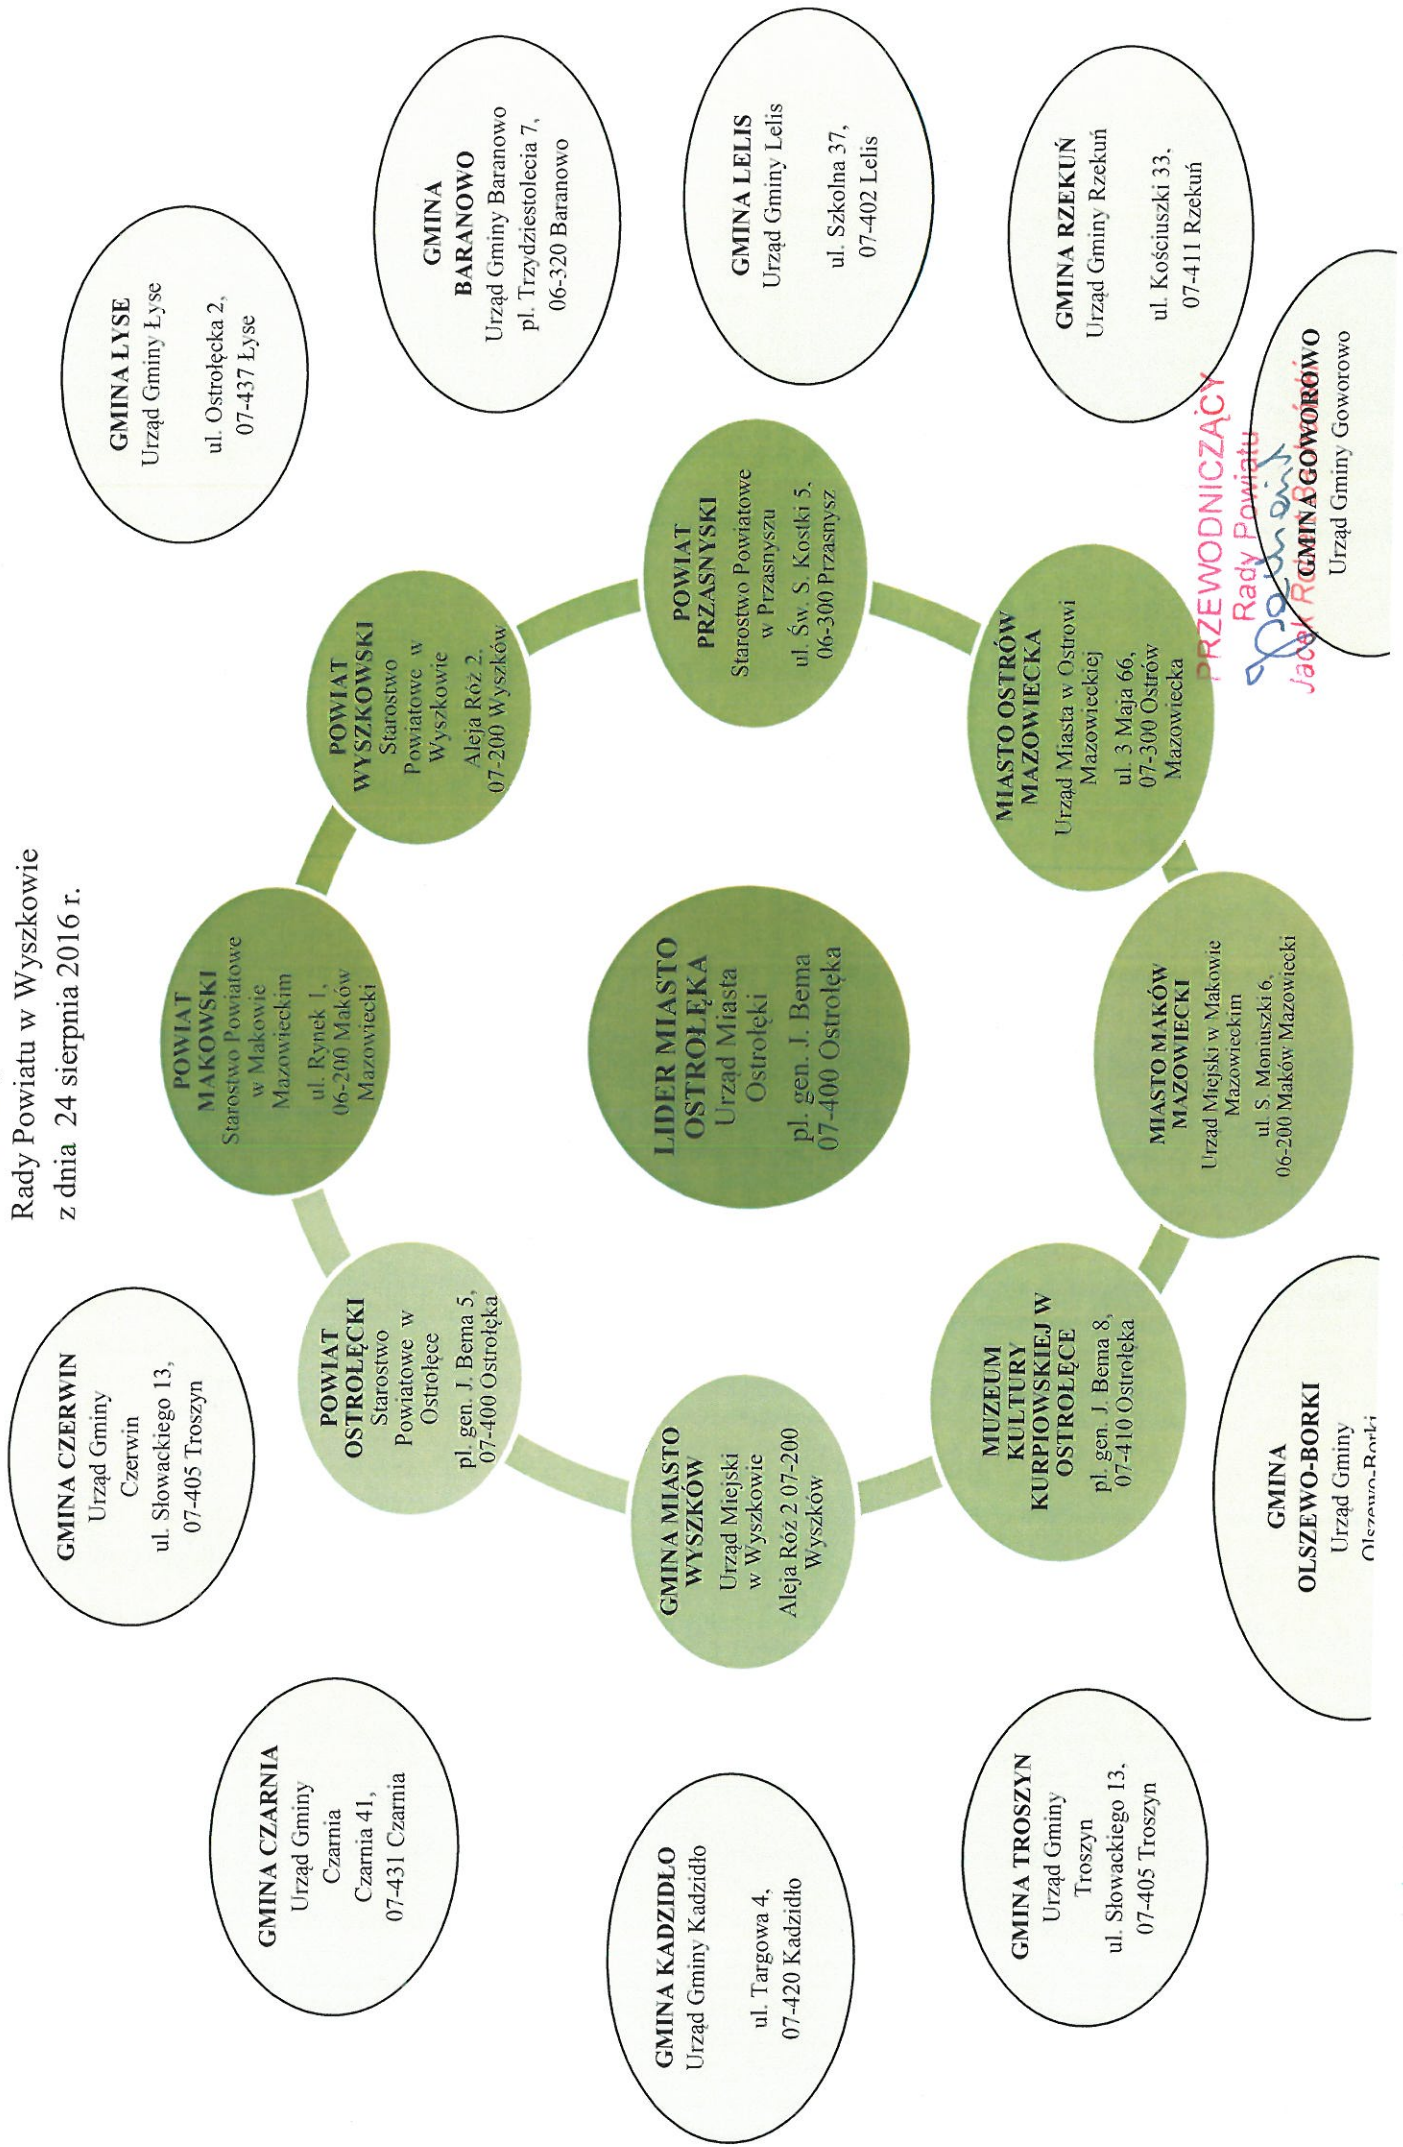 Rady Powiatu w Wyszkowie
z dnia 24 sierpnia 2016 r.
GMINA CZERWIN
Urząd Gminy
Czerwin
ul. Słowackiego 13,
07-405 Troszyn
GMINA ŁYSE
Urząd Gminy Łyse
ul. Ostrołęcka 2,
07-437 Łyse
GMINA CZARNIA
Urząd Gminy
Czarnia
Czarnia 41,
07-431 Czarnia
POWIAT
OSTROŁĘCKI
Starostwo
Powiatowe w
Ostrołęce
pl. gen. J. Bema 5,
07-400 Ostrołęka
POWIAT
MAKOWSKI
Starostwo Powiatowe
w Makowie
Mazowieckim
ul. Rynek 1,
06-200 Maków
Mazowiecki
POWIAT
WYSZKOWSKI
Starostwo
Powiatowe w
Wyszkowie
Aleja Róż 2,
07-200 Wyszków
GMINA
BARANOWO
Urząd Gminy Baranowo
pl. Trzydziestolecia 7,
06-320 Baranowo
GMINA KADZIDŁO
Urząd Gminy Kadzidło
ul. Targowa 4,
07-420 Kadzidło
GMINA MIASTO
WYSZKÓW
Urząd Miejski
w Wyszkowie
Aleja Róż 2 07-200
Wyszków
LIDER MIASTO
OSTROŁĘKA
Urząd Miasta
Ostrołęki
pl. gen. J. Bema
07-400 Ostrołęka
POWIAT
PRZASNYSKI
Starostwo Powiatowe
w Przasnyszu
ul. Św. S. Kostki 5.
06-300 Przasnysz
GMINA LELIS
Urząd Gminy Lelis
ul. Szkolna 37,
07-402 Lelis
GMINA TROSZYN
Urząd Gminy
Troszyn
ul. Słowackiego 13.
07-405 Troszyn
MUZEUM
KULTURY
KURPIOWSKIEJ W
OSTROŁĘCE
pl. gen. J. Bema 8,
07-410 Ostrołęka
MIASTO MAKÓW
MAZOWIECKI
Urząd Miejski w Makowie
Mazowieckim
ul. S. Moniuszki 6,
06-200 Maków Mazowiecki
MIASTO OSTRÓW
MAZOWIECKA
Urząd Miasta w Ostrowi
Mazowieckiej
ul. 3 Maja 66,
07-300 Ostrów
Mazowiecka
GMINA RZEKUŃ
Urząd Gminy Rzekuń
ul. Kościuszki 33.
07-411 Rzekuń
GMINA
OLSZEWO-BORKI
Urząd Gminy
Olszewo-Borki
PRZEWODNICZĄCY
Rady Powiatu
Jacek
GMINA GOWOROWO
Urząd Gminy Goworowo